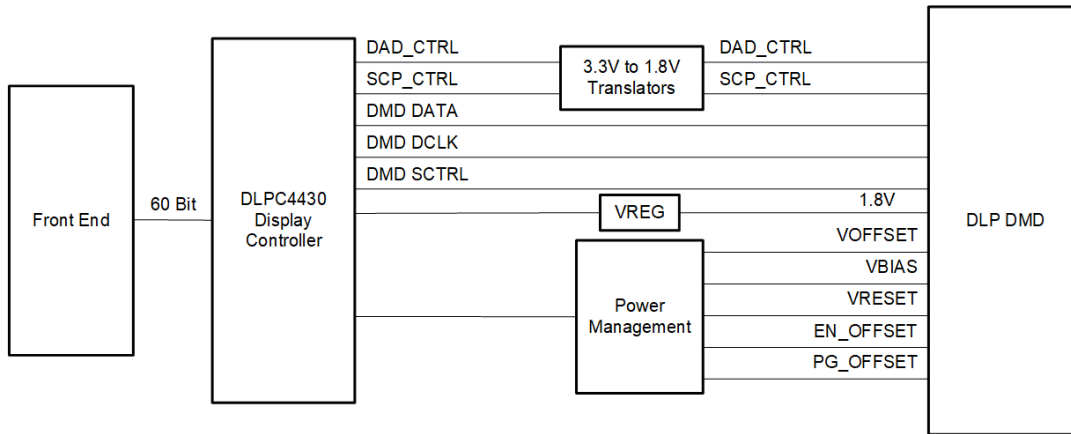 Front End
60 Bit
DLPC4430
Display
Controller
DAD_CTRL
SCP_CTRL
DMD DATA
DMD DCLK
DMD SCTRL
3.3V to 1.8V
Translators
DAD_CTRL
SCP_CTRL
VREG
1.8V
Power
Management
VOFFSET
VBIAS
VRESET
EN_OFFSET
PG_OFFSET
DLP DMD